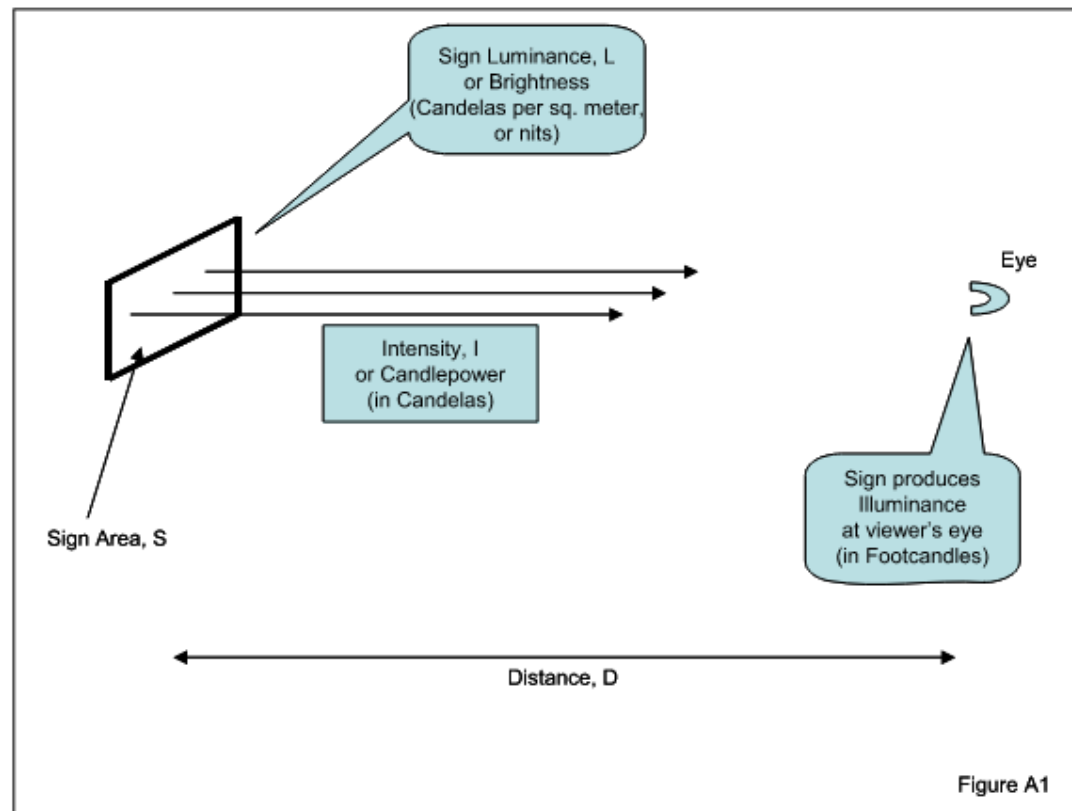 Sign Luminance, L
or Brightness
(Candelas per sq. meter,
or nits)
Eye
Intensity, I
or Candlepower
(in Candelas)
Sign produces
Illuminance
at viewer's eye
(in Footcandles)
Sign Area, S
Distance, D
Figure A1